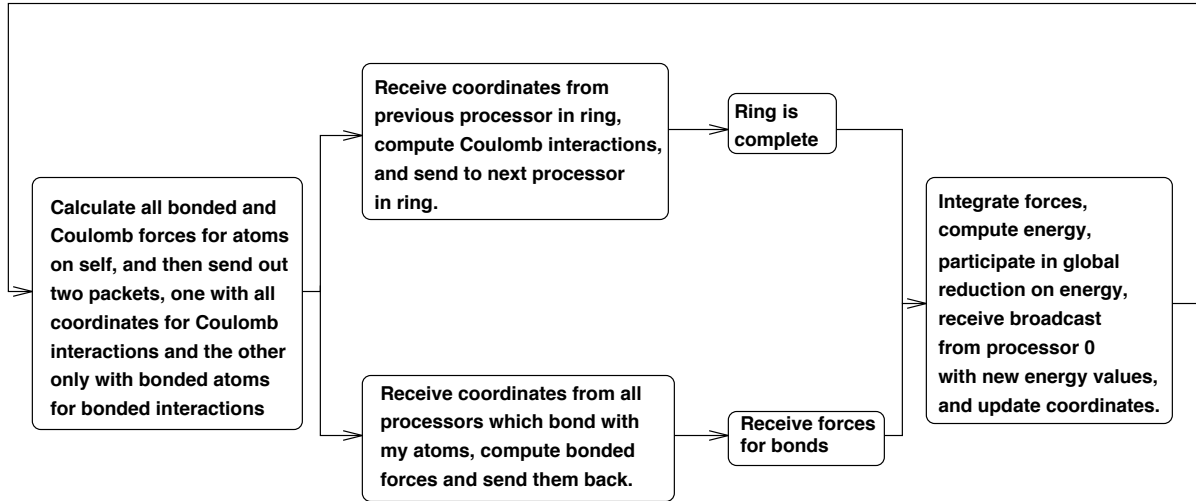 Calculate all bonded and
Coulomb forces for atoms
on self, and then send out
two packets, one with all
coordinates for Coulomb
interactions and the other
only with bonded atoms
for bonded interactions
Receive coordinates from
previous processor in ring,
compute Coulomb interactions,
and send to next processor
in ring.
Ring is
complete
Receive coordinates from all
processors which bond with
my atoms, compute bonded
forces and send them back.
Receive forces
for bonds
Integrate forces,
compute energy,
participate in global
reduction on energy,
receive broadcast
from processor 0
with new energy values,
and update coordinates.